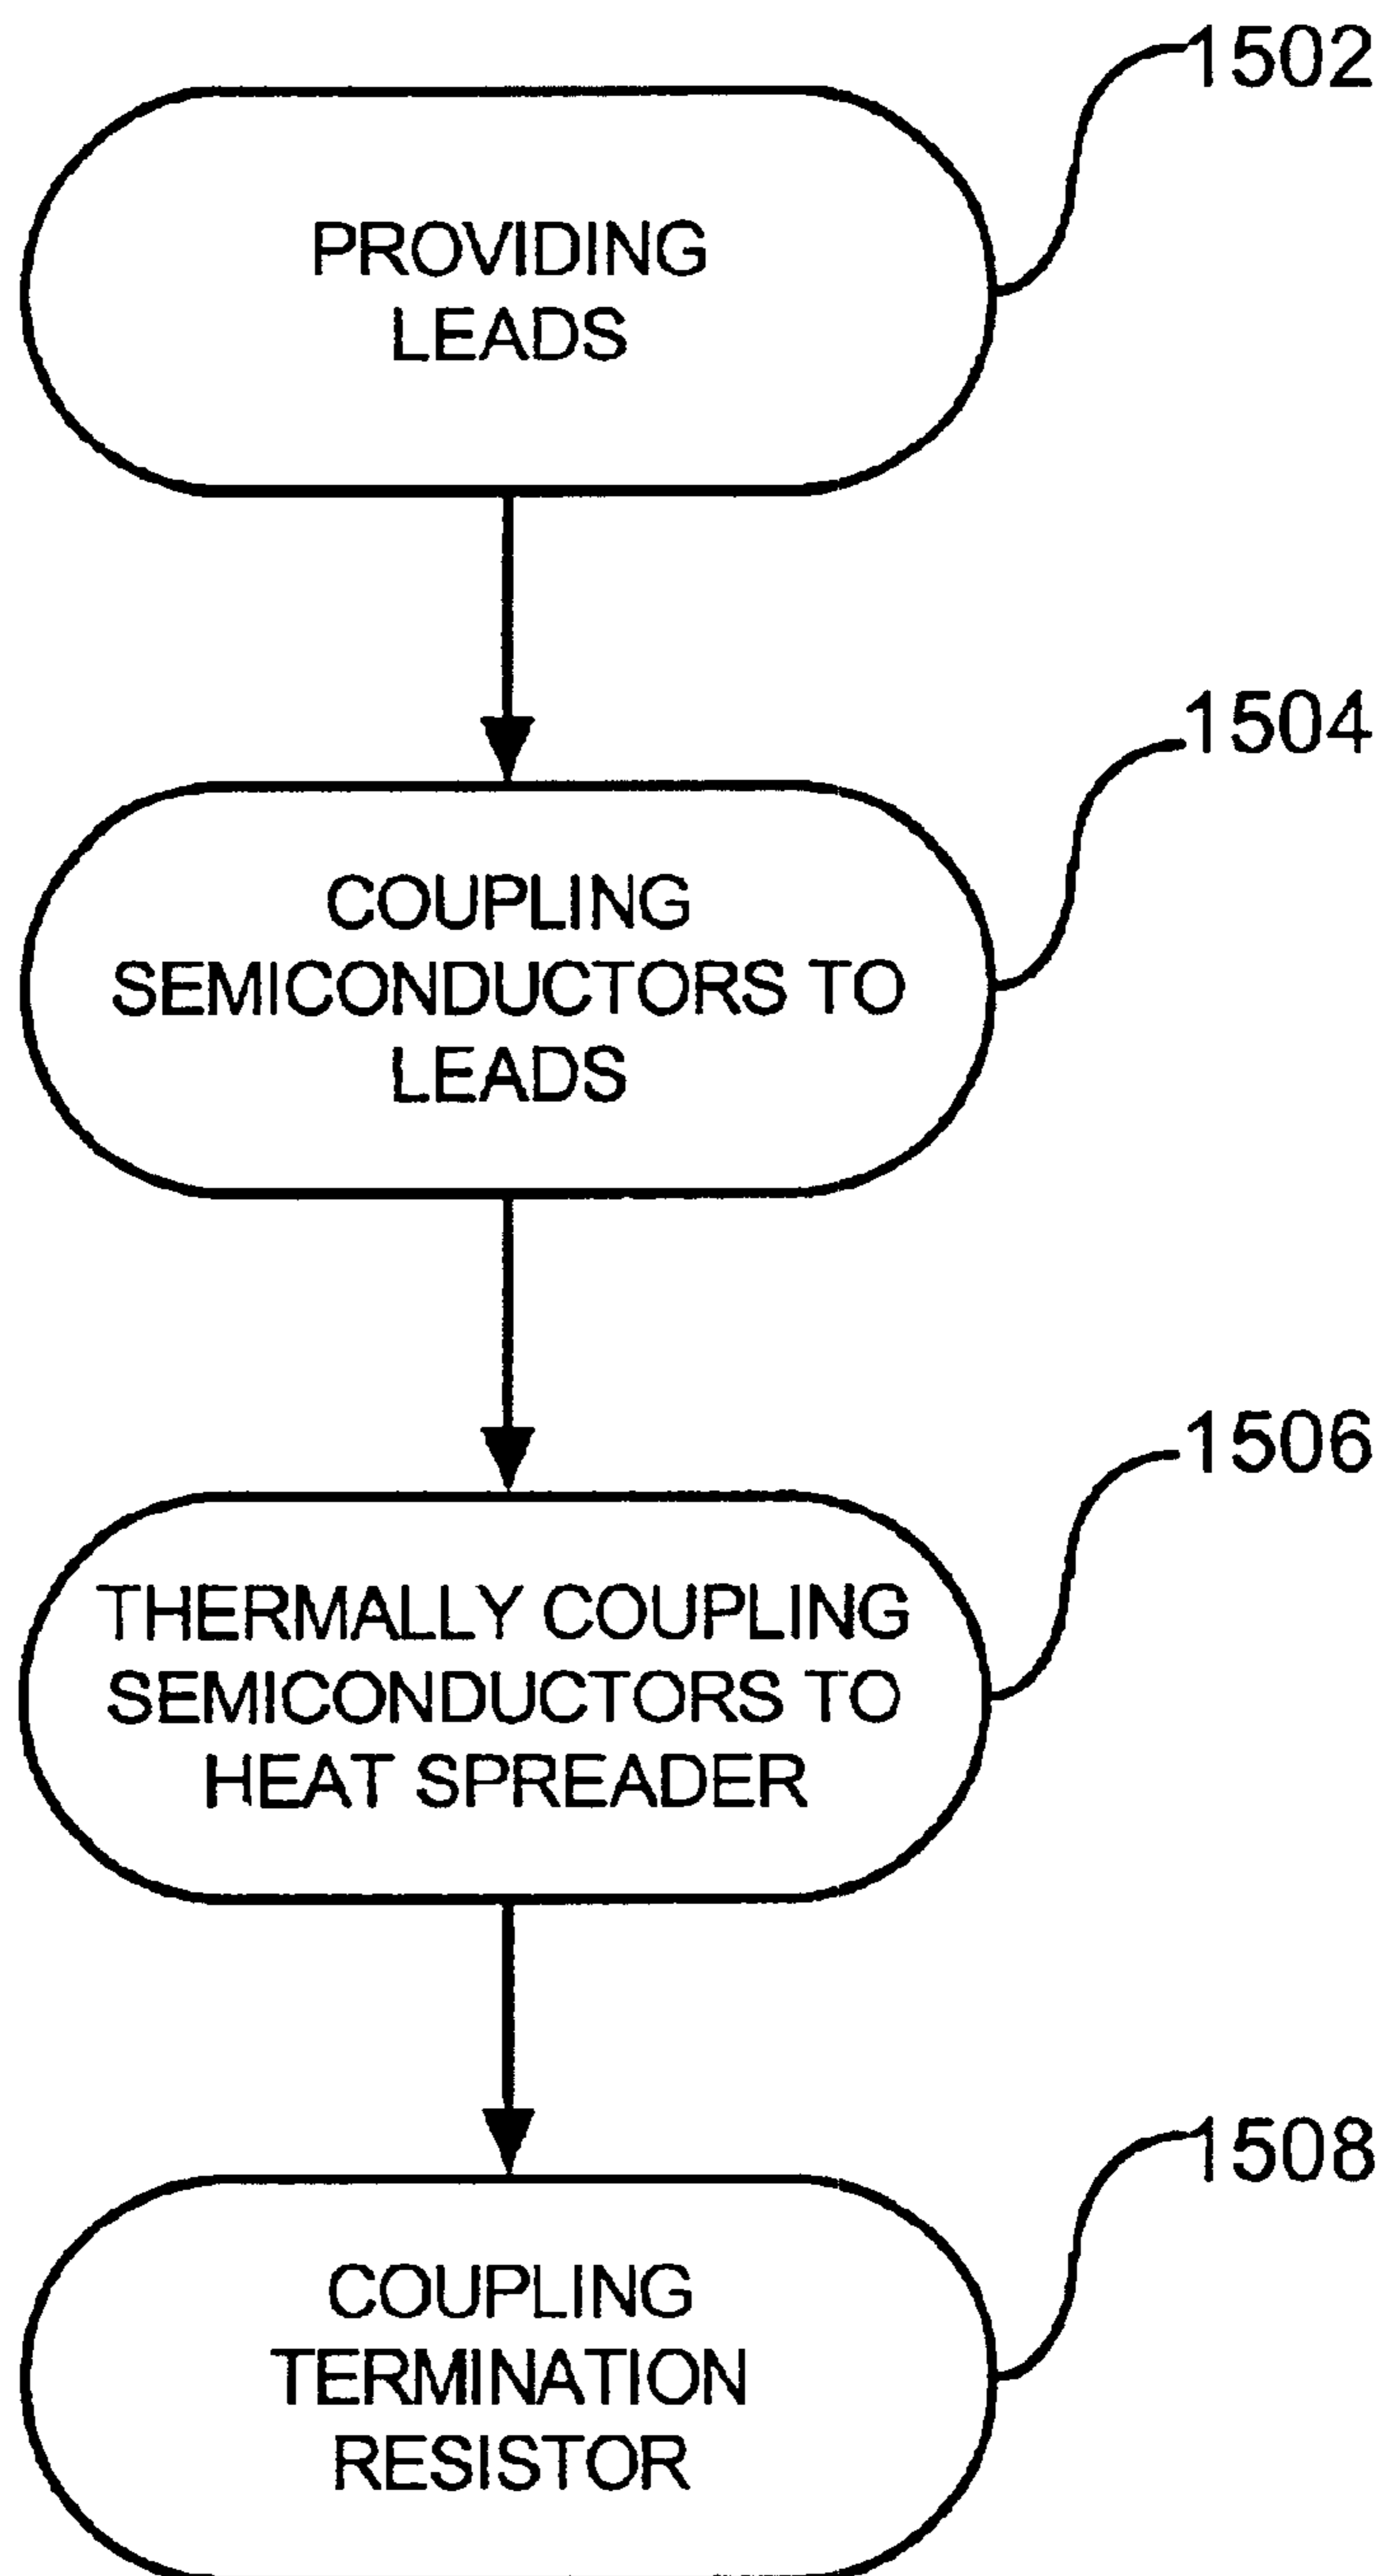 1502
PROVIDING
LEADS
1504
COUPLING
SEMICONDUCTORS TO
LEADS
1506
THERMALLY COUPLING
SEMICONDUCTORS TO
HEAT SPREADER
1508
COUPLING
TERMINATION
RESISTOR